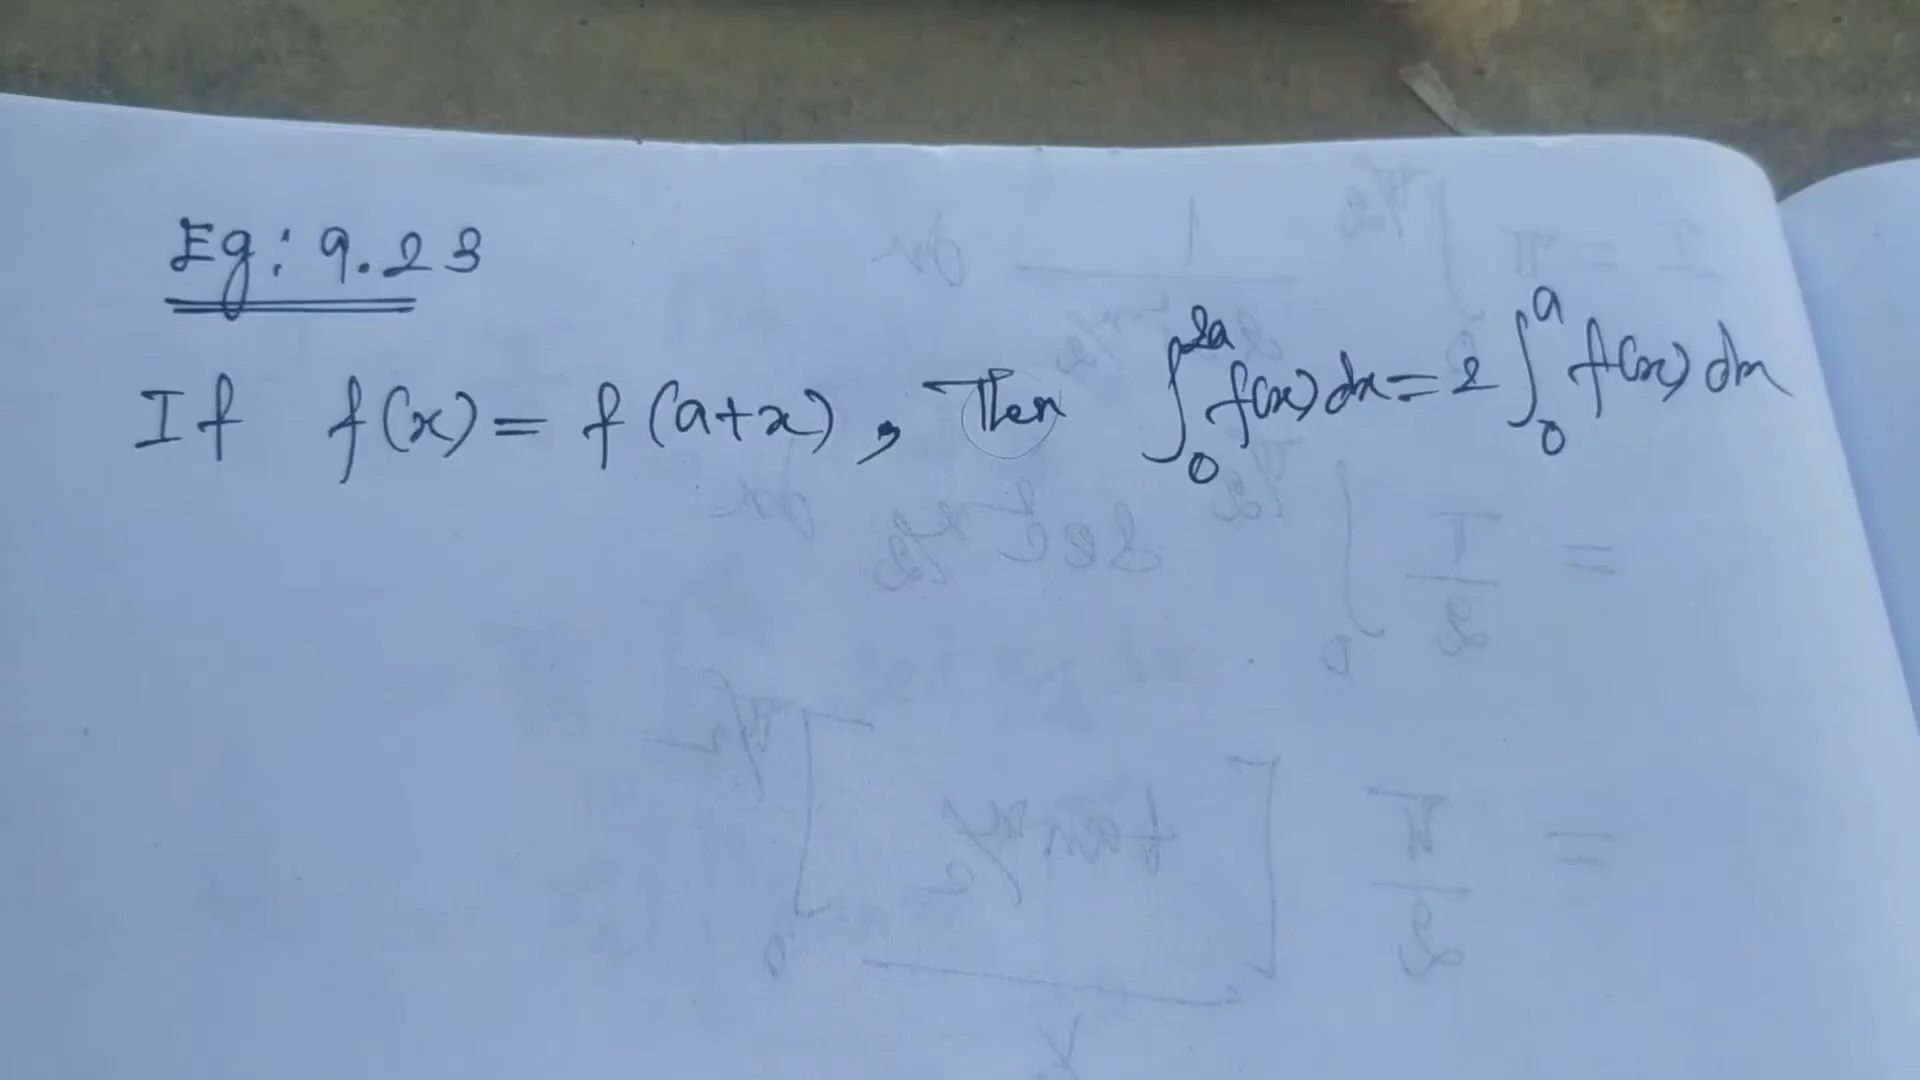 Eg: 9.23
If f(x) = f(a+x), Then ∫₀²ᵃ f(x) dx = 2 ∫₀ᵃ f(x) dx